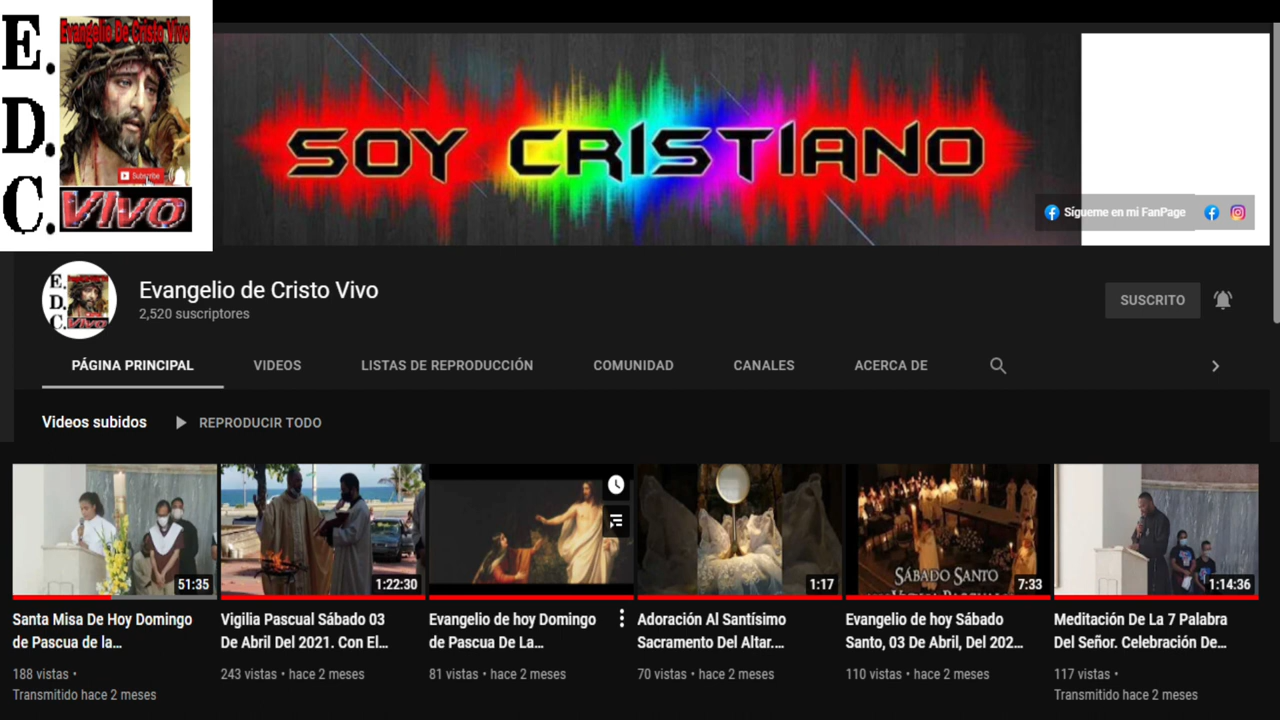 E.
D.
C.
Evangelio De Cristo Vivo
Subscribe
Vivo
SOY CRISTIANO
Sígueme en mi FanPage
E.
D.
C.
Vivo
Evangelio de Cristo Vivo
2,520 suscriptores
SUSCRITO
PÁGINA PRINCIPAL VIDEOS LISTAS DE REPRODUCCIÓN COMUNIDAD CANALES ACERCA DE
Videos subidos REPRODUCIR TODO
51:35
1:22:30
1:17
SÁBADO SANTO
7:33
1:14:36
Santa Misa De Hoy Domingo
de Pascua de la...
188 vistas •
Transmitido hace 2 meses
Vigilia Pascual Sábado 03
De Abril Del 2021. Con El...
243 vistas • hace 2 meses
Evangelio de hoy Domingo
de Pascua De La...
81 vistas • hace 2 meses
Adoración Al Santísimo
Sacramento Del Altar....
70 vistas • hace 2 meses
Evangelio de hoy Sábado
Santo, 03 De Abril, Del 202...
110 vistas • hace 2 meses
Meditación De La 7 Palabra
Del Señor. Celebración De...
117 vistas •
Transmitido hace 2 meses